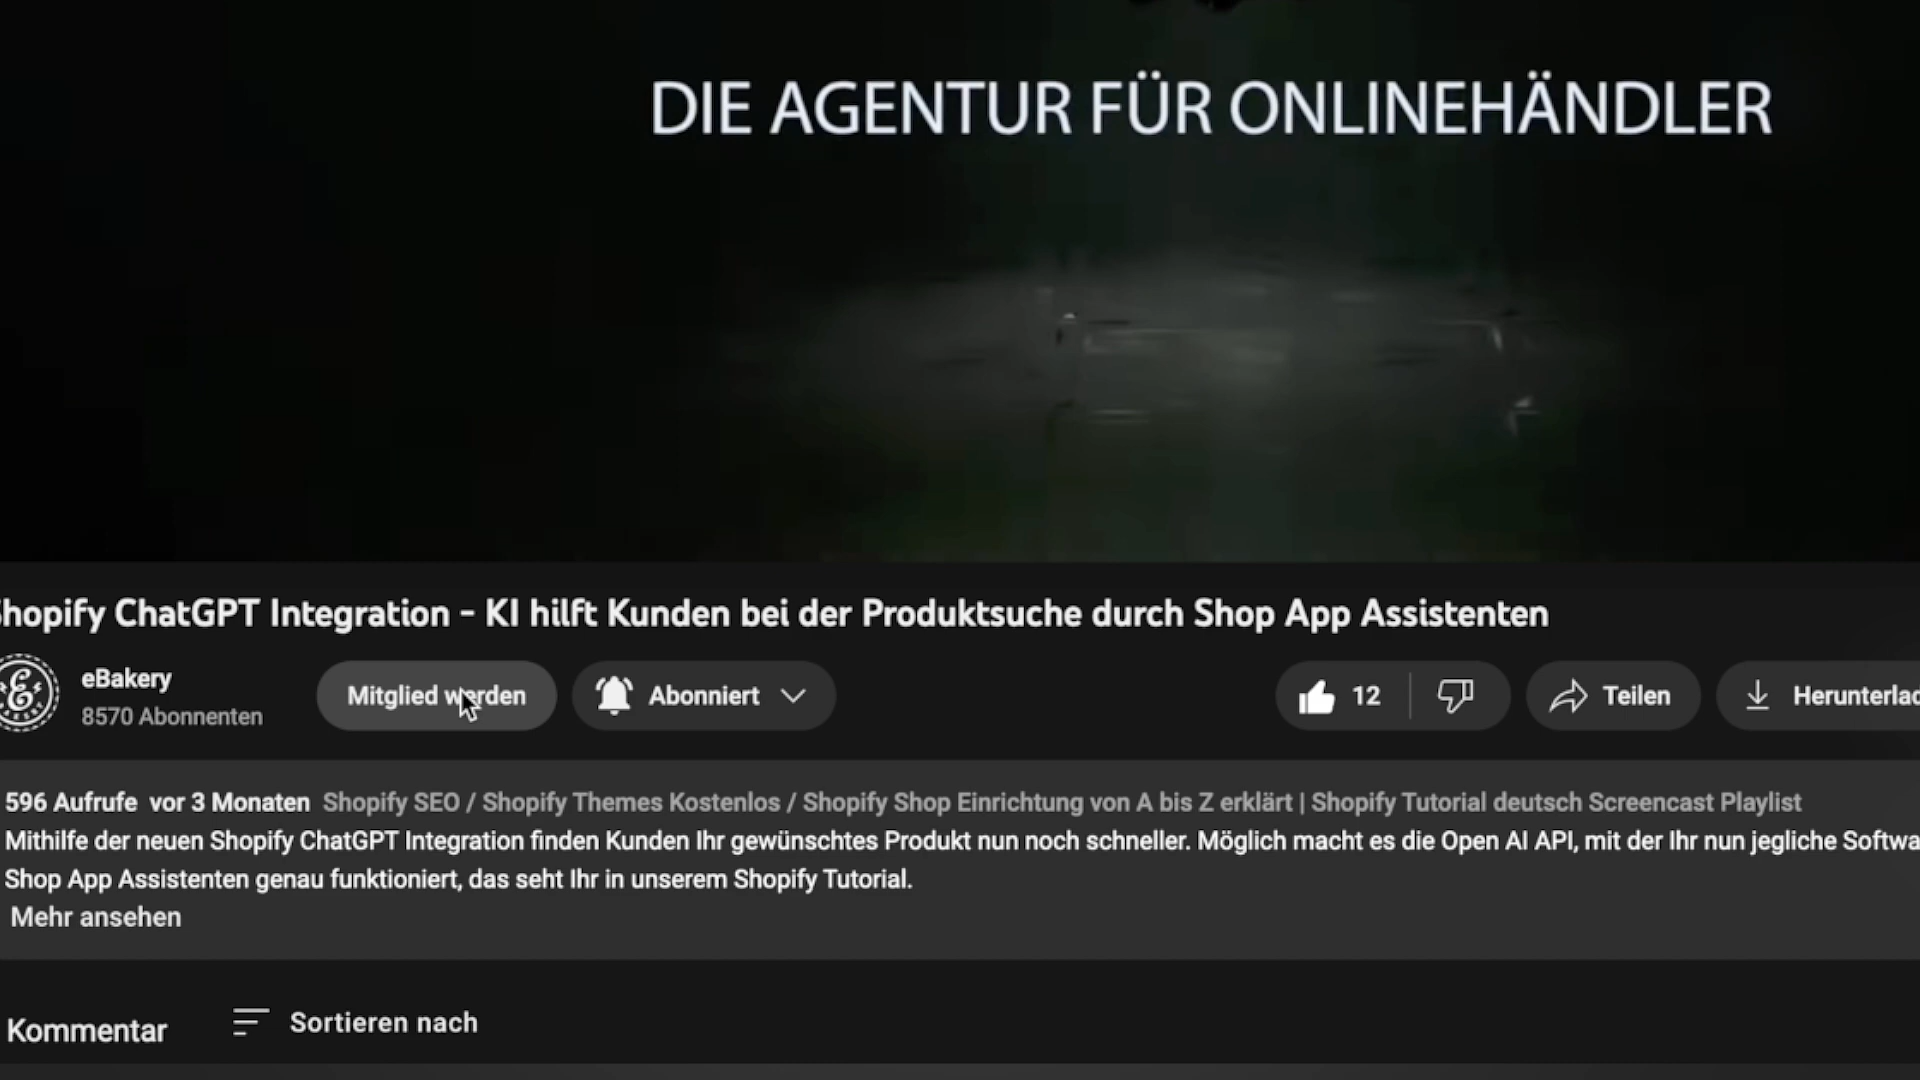 DIE AGENTUR FÜR ONLINEHÄNDLER
hopify ChatGPT Integration - KI hilft Kunden bei der Produktsuche durch Shop App Assistenten
eBakery
8570 Abonnenten
Mitglied werden
Abonniert
12
Teilen
Herunterlad
596 Aufrufe vor 3 Monaten Shopify SEO / Shopify Themes Kostenlos / Shopify Shop Einrichtung von A bis Z erklärt | Shopify Tutorial deutsch Screencast Playlist
Mithilfe der neuen Shopify ChatGPT Integration finden Kunden Ihr gewünschtes Produkt nun noch schneller. Möglich macht es die Open AI API, mit der Ihr nun jegliche Softwa
Shop App Assistenten genau funktioniert, das seht Ihr in unserem Shopify Tutorial.
Mehr ansehen
Kommentar
Sortieren nach